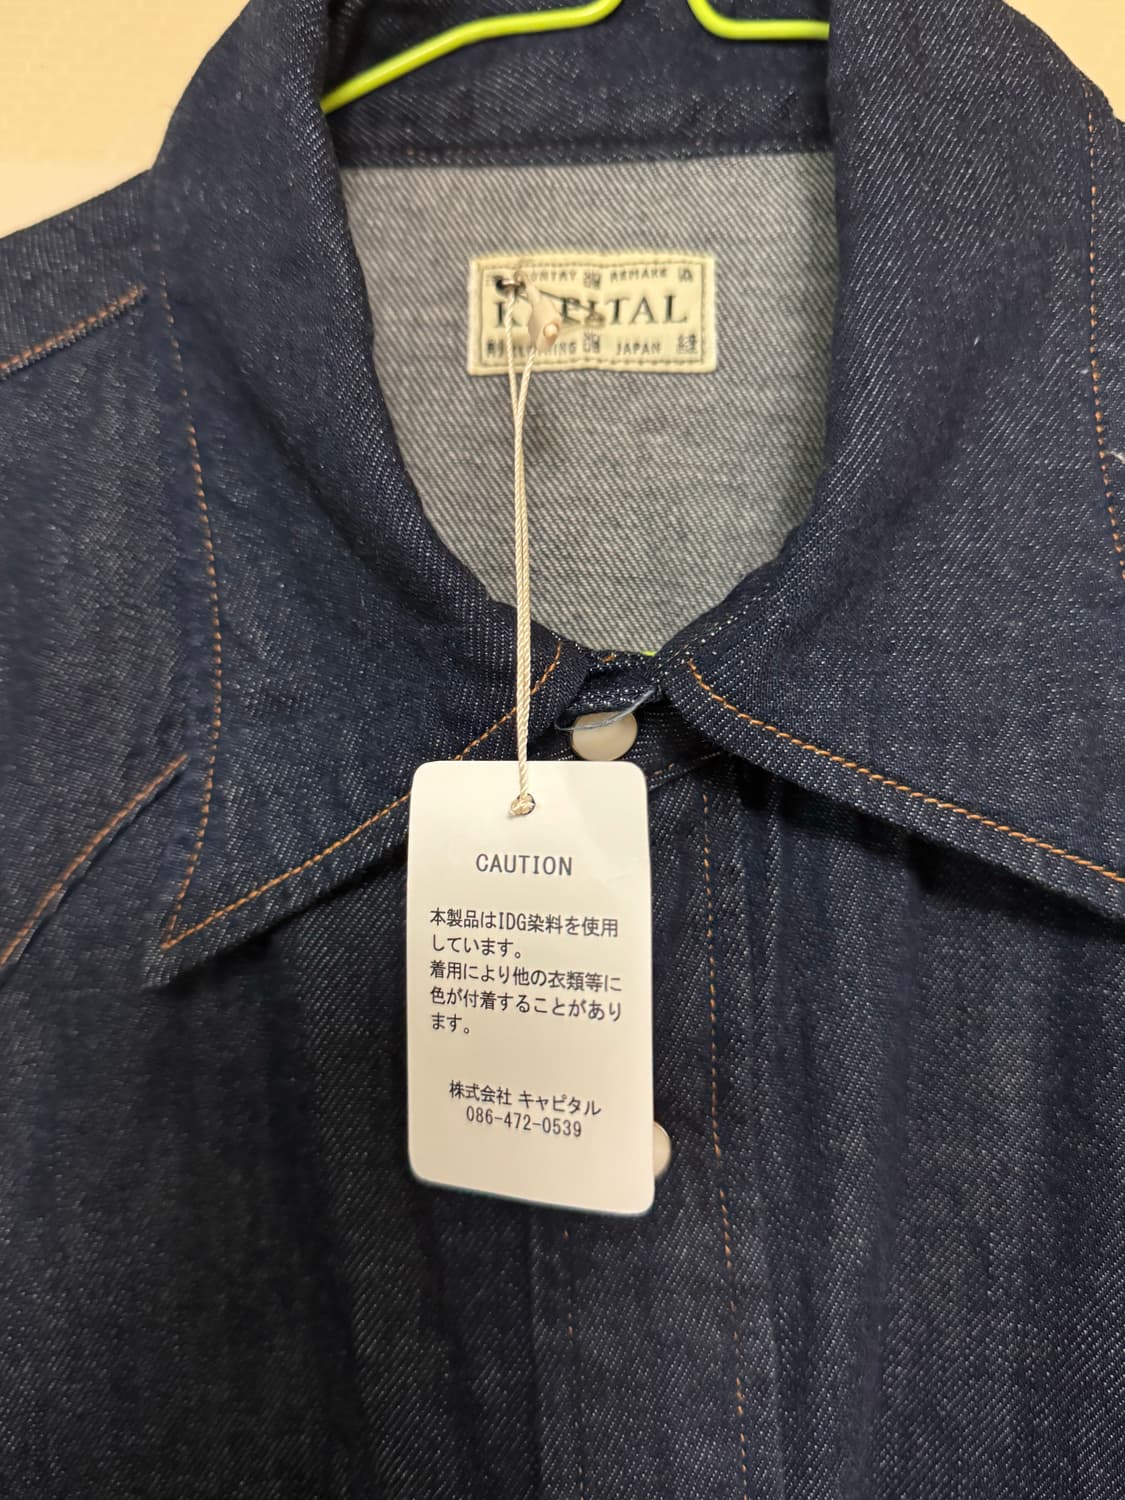 REMAKE
JAPAN 縫
CAUTION
本製品はIDG染料を使用
しています。
着用により他の衣類等に
色が付着することがあり
ます。
株式会社 キャピタル
086-472-0539